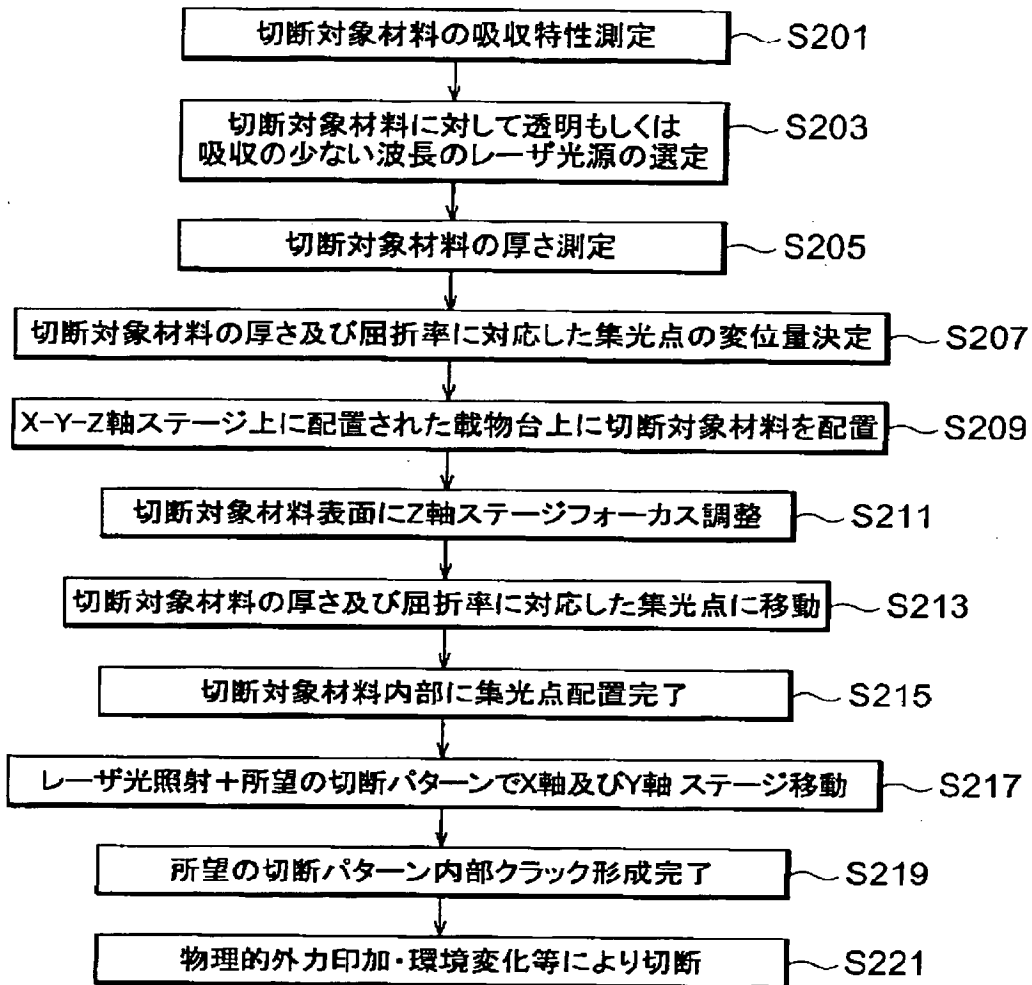 切断対象材料の吸収特性測定 S201
切断対象材料に対して透明もしくは
吸収の少ない波長のレーザ光源の選定 S203
切断対象材料の厚さ測定 S205
切断対象材料の厚さ及び屈折率に対応した集光点の変位量決定 S207
X-Y-Z軸ステージ上に配置された載物台上に切断対象材料を配置 S209
切断対象材料表面にZ軸ステージフォーカス調整 S211
切断対象材料の厚さ及び屈折率に対応した集光点に移動 S213
切断対象材料内部に集光点配置完了 S215
レーザ光照射+所望の切断パターンでX軸及びY軸 ステージ移動 S217
所望の切断パターン内部クラック形成完了 S219
物理的外力印加・環境変化等により切断 S221